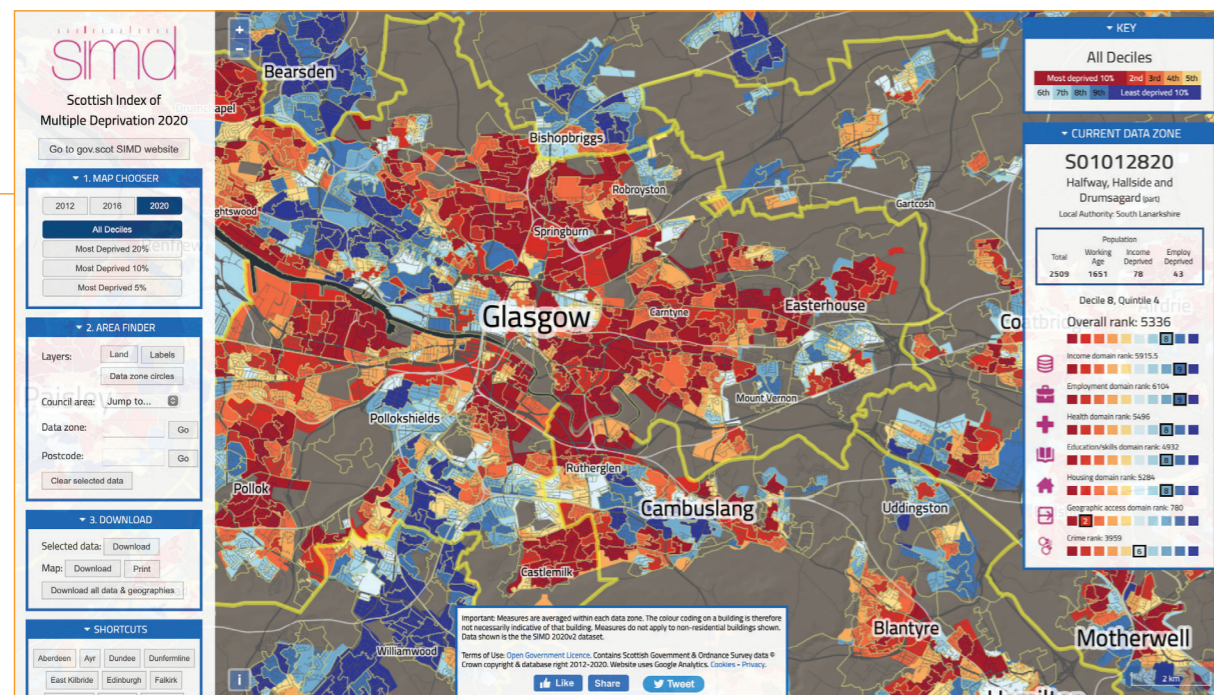 simd
Scottish Index of
Multiple Deprivation 2020
Go to gov.scot SIMD website
1. MAP CHOOSER
2012 2016 2020
All Deciles
Most Deprived 20%
Most Deprived 10%
Most Deprived 5%
2. AREA FINDER
Layers: Land Labels
Data zone circles
Council area: Jump to...
Data zone: Go
Postcode: Go
Clear selected data
3. DOWNLOAD
Selected data: Download
Map: Download Print
Download all data & geographies
SHORTCUTS
Aberdeen Ayr Dundee Dunfermline
East Kilbride Edinburgh Falkirk
+
-
i
Bearsden
Bishopbriggs
Robroyston
Gartcosh
Springburn
Glasgow
Carntyne
Easterhouse
Mount Vernon
Pollokshields
Rutherglen
Pollok
Cambuslang
Uddingston
Castlemilk
Williamwood
Blantyre
Motherwell
2 km
Important: Measures are averaged within each data zone. The colour coding on a building is therefore
not necessarily indicative of that building. Measures do not apply to non-residential buildings shown.
Data shown is the the SIMD 2020v2 dataset.
Terms of Use: Open Government Licence. Contains Scottish Government & Ordnance Survey data ©
Crown copyright & database right 2012-2020. Website uses Google Analytics. Cookies - Privacy.
Like Share Tweet
KEY
All Deciles
Most deprived 10% 2nd 3rd 4th 5th
6th 7th 8th 9th Least deprived 10%
CURRENT DATA ZONE
S01012820
Halfway, Hallside and
Drumsagard (part)
Local Authority: South Lanarkshire
Population
Total Working Age Income Deprived Employ Deprived
2509 1651 78 43
Decile 8, Quintile 4
Overall rank: 5336
8
Income domain rank: 5915.5
9
Employment domain rank: 6104
9
Health domain rank: 5496
8
Education/skills domain rank: 4932
8
Housing domain rank: 5284
8
Geographic access domain rank: 780
2
Crime rank: 3959
6